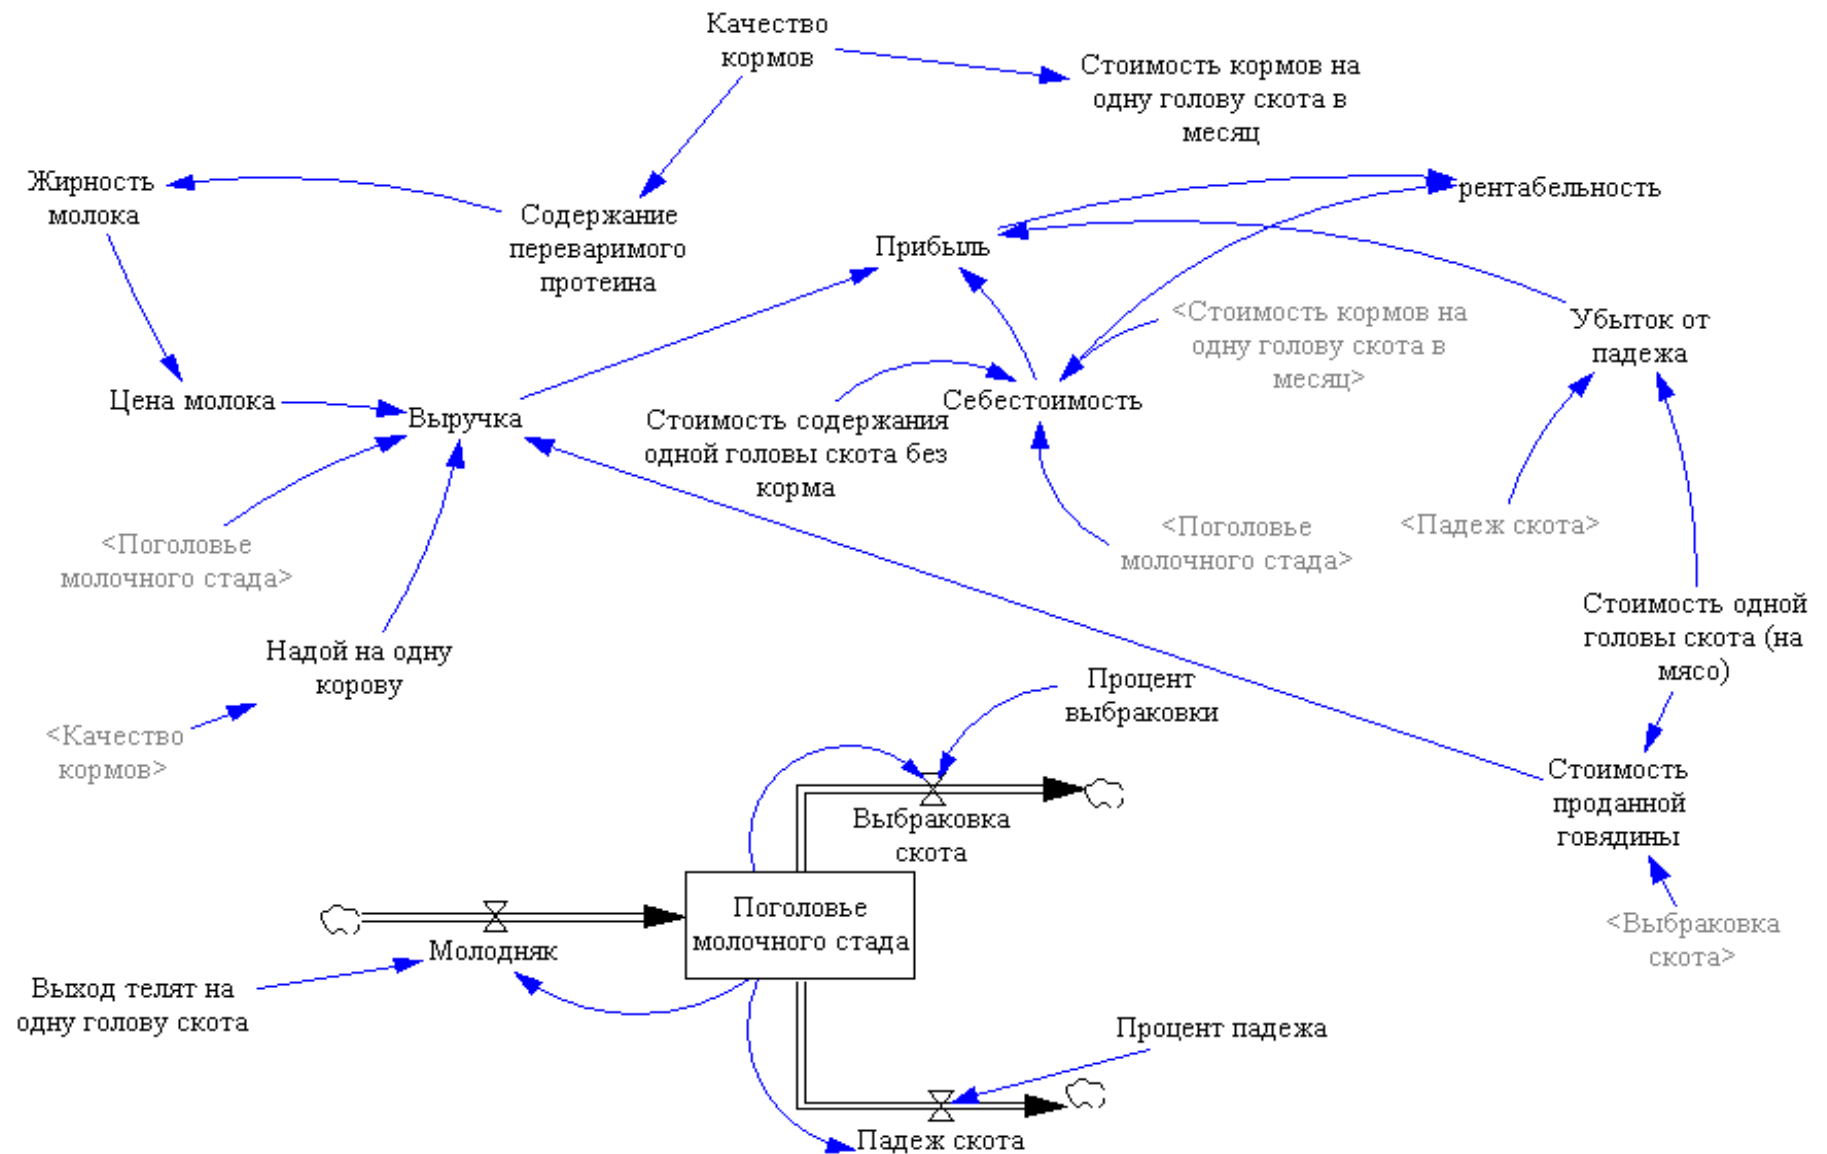 Качество
кормов
Стоимость кормов на
одну голову скота в
месяц
Жирность
молока
Содержание
переваримого
протеина
рентабельность
Прибыль
<Стоимость кормов на
одну голову скота в
месяц>
Убыток от
падежа
Цена молока
Выручка
Стоимость содержания
одной головы скота без
корма
Себестоимость
<Поголовье
молочного стада>
<Поголовье
молочного стада>
<Падеж скота>
Стоимость одной
головы скота (на
мясо)
Надой на одну
корову
Процент
выбраковки
<Качество
кормов>
Стоимость
проданной
говядины
Выбраковка
скота
Поголовье
молочного стада
<Выбраковка
скота>
Молодняк
Выход телят на
одну голову скота
Процент падежа
Падеж скота